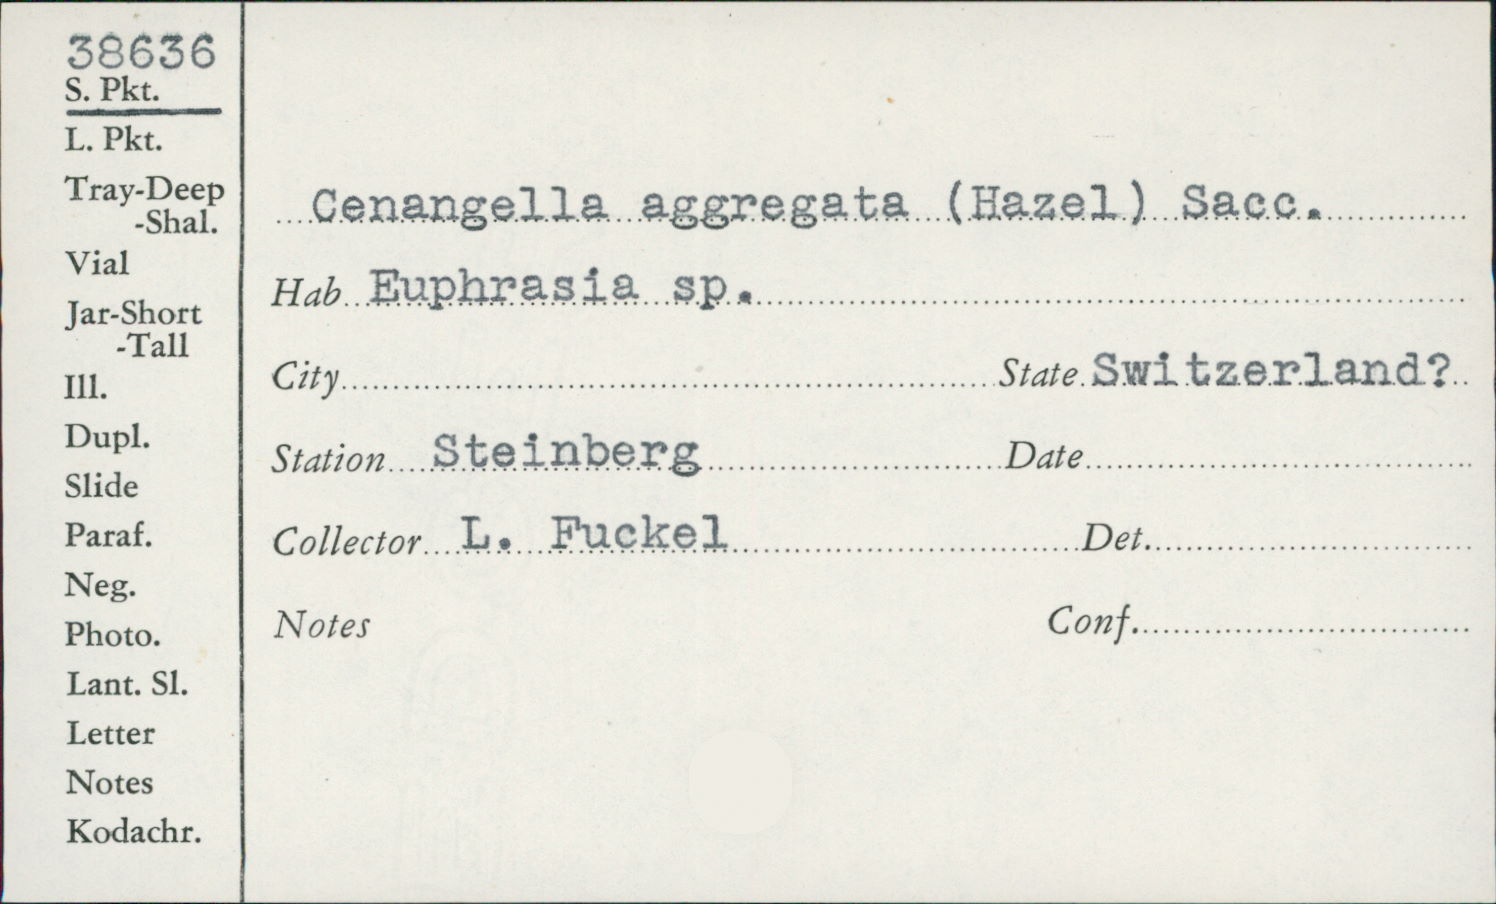 38636
S. Pkt.
L. Pkt.
Tray-Deep
-Shal.
Vial
Jar-Short
-Tall
Ill.
Dupl.
Slide
Paraf.
Neg.
Photo.
Lant. Sl.
Letter
Notes
Kodachr.
Cenangella aggregata (Hazel) Sacc.
Hab Euphrasia sp.
City State Switzerland?
Station Steinberg Date
Collector L. Fuckel Det.
Notes Conf.